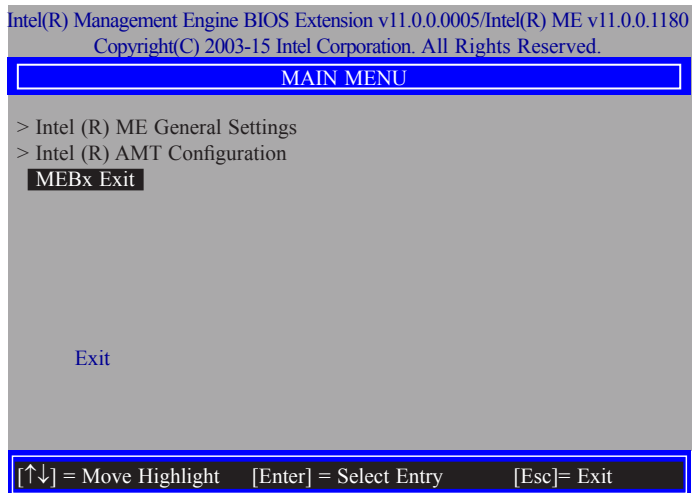 Intel(R) Management Engine BIOS Extension v11.0.0.0005/Intel(R) ME v11.0.0.1180
Copyright(C) 2003-15 Intel Corporation. All Rights Reserved.
MAIN MENU
> Intel (R) ME General Settings
> Intel (R) AMT Configuration
MEBx Exit
Exit
[↑↓] = Move Highlight [Enter] = Select Entry [Esc]= Exit